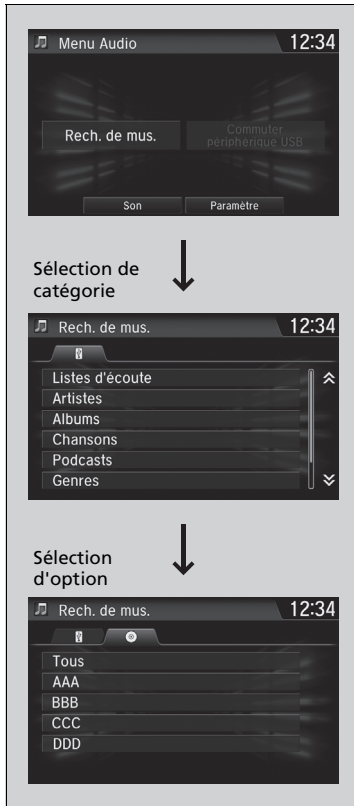 Menu Audio 12:34
Rech. de mus.
Commuter
périphérique USB
Son Paramètre
Sélection de
catégorie
Rech. de mus. 12:34
Listes d'écoute
Artistes
Albums
Chansons
Podcasts
Genres
Sélection
d'option
Rech. de mus. 12:34
Tous
AAA
BBB
CCC
DDD